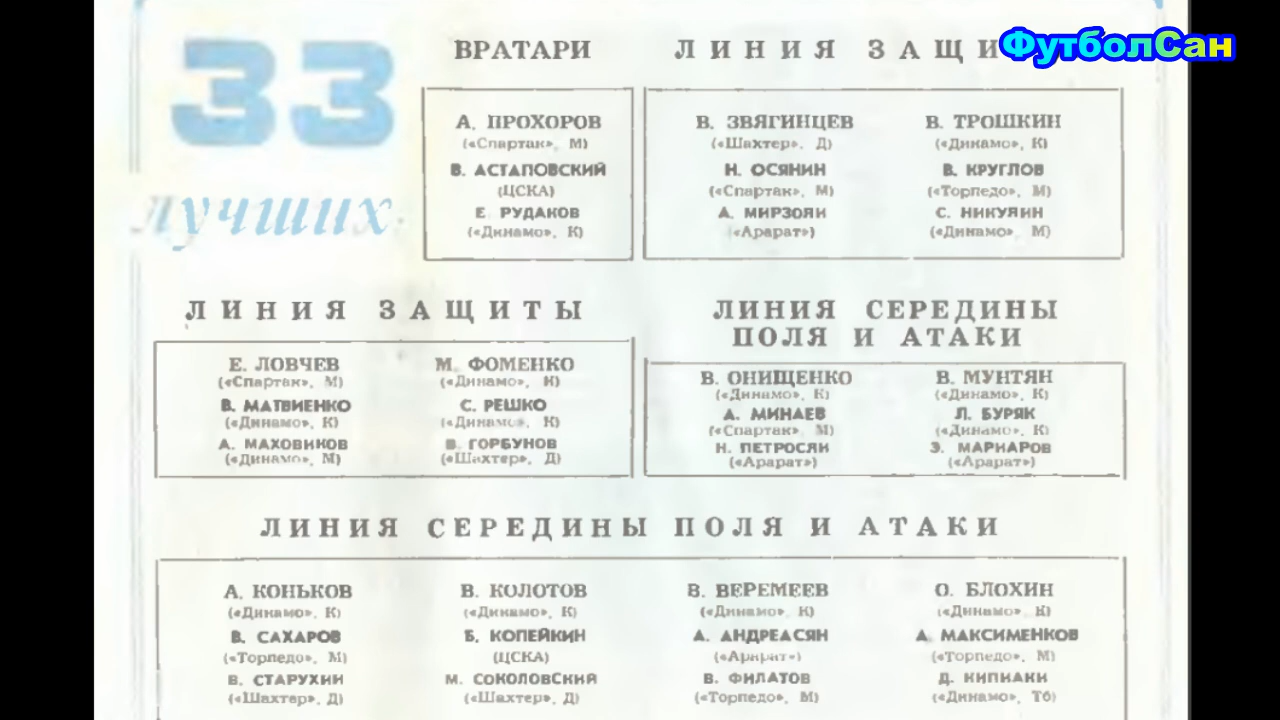 33
лучших
ФутболСан
ВРАТАРИ
ЛИНИЯ ЗАЩИ
А. ПРОХОРОВ
(«Спартак», М)
В. АСТАПОВСКИЙ
(ЦСКА)
Е. РУДАКОВ
(«Динамо», К)
В. ЗВЯГИНЦЕВ
(«Шахтер», Д)
Н. ОСЯНИН
(«Спартак», М)
А. МИРЗОЯН
(«Арарат»)
В. ТРОШКИН
(«Динамо», К)
В. КРУГЛОВ
(«Торпедо», М)
С. НИКУЛИН
(«Динамо», М)
ЛИНИЯ ЗАЩИТЫ
Е. ЛОВЧЕВ
(«Спартак», М)
В. МАТВИЕНКО
(«Динамо», К)
А. МАХОВИКОВ
(«Динамо», М)
М. ФОМЕНКО
(«Динамо», К)
С. РЕШКО
(«Динамо», К)
В. ГОРБУНОВ
(«Шахтер», Д)
ЛИНИЯ СЕРЕДИНЫ
ПОЛЯ И АТАКИ
В. ОНИЩЕНКО
(«Динамо», К)
А. МИНАЕВ
(«Спартак», М)
Н. ПЕТРОСЯН
(«Арарат»)
В. МУНТЯН
(«Динамо», К)
Л. БУРЯК
(«Динамо», К)
Э. МАРКАРОВ
(«Арарат»)
ЛИНИЯ СЕРЕДИНЫ ПОЛЯ И АТАКИ
А. КОНЬКОВ
(«Динамо», К)
В. САХАРОВ
(«Торпедо», М)
В. СТАРУХИН
(«Шахтер», Д)
В. КОЛОТОВ
(«Динамо», К)
Б. КОПЕЙКИН
(ЦСКА)
М. СОКОЛОВСКИЙ
(«Шахтер», Д)
В. ВЕРЕМЕЕВ
(«Динамо», К)
А. АНДРЕАСЯН
(«Арарат»)
В. ФИЛАТОВ
(«Торпедо», М)
О. БЛОХИН
(«Динамо», К)
А. МАКСИМЕНКОВ
(«Торпедо», М)
Д. КИПИАНИ
(«Динамо», Тб)